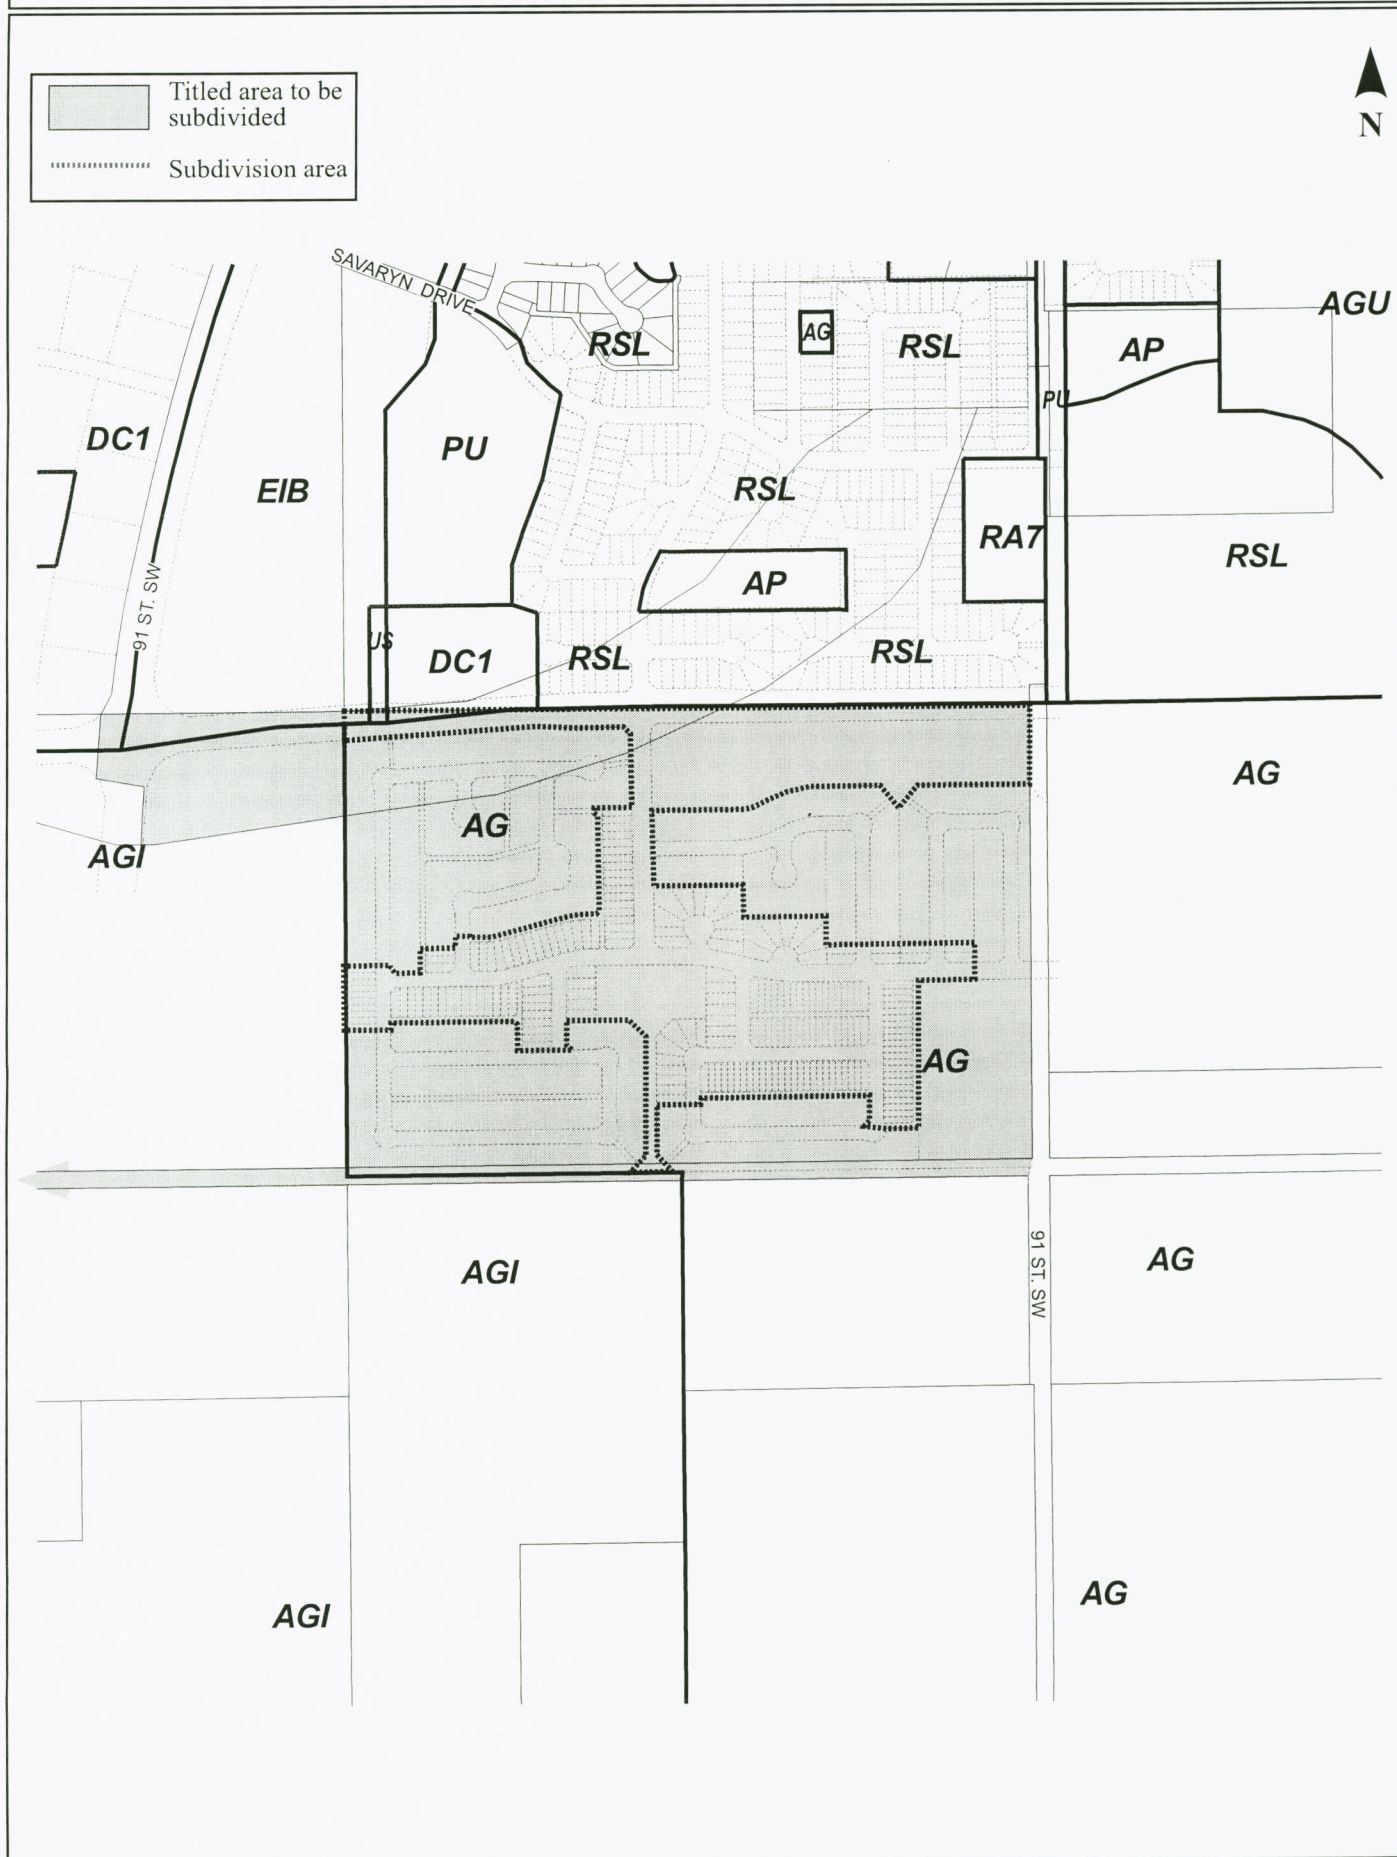 Titled area to be
subdivided
Subdivision area
N
SAVARYN DRIVE
AGU
AG
RSL
RSL
AP
PU
DC1
PU
EIB
RSL
RA7
RSL
AP
91 ST. SW
US
DC1
RSL
RSL
AG
AG
AGI
AG
91 ST. SW
AG
AGI
AG
AGI